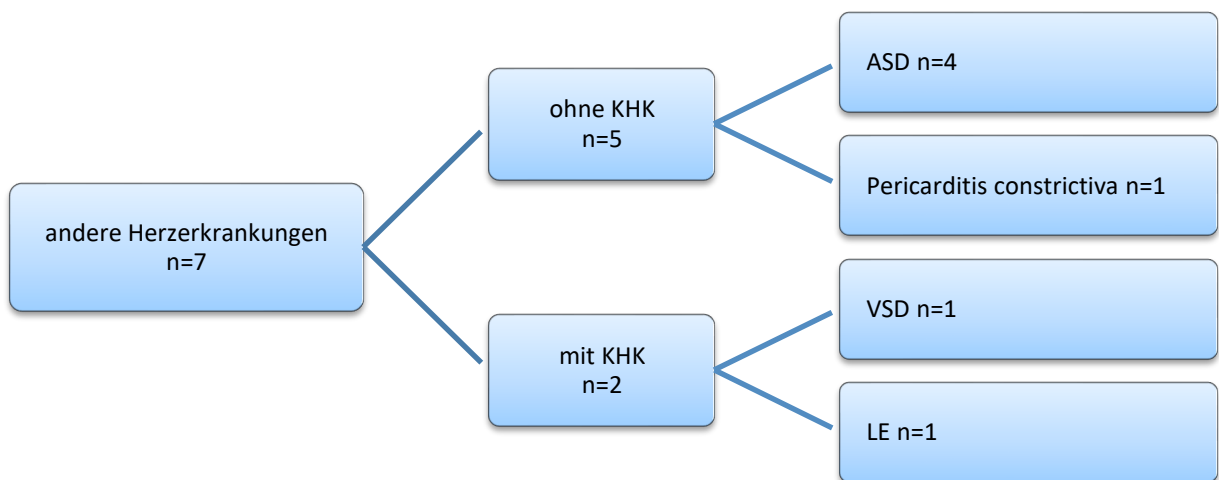 andere Herzerkrankungen
n=7
ohne KHK
n=5
ASD n=4
Pericarditis constrictiva n=1
mit KHK
n=2
VSD n=1
LE n=1